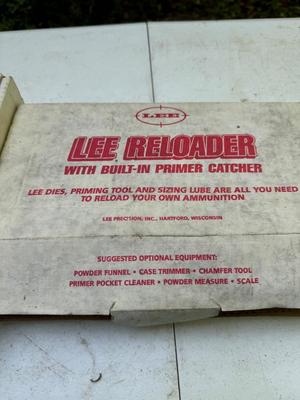 LEE
LEE RELOADER
WITH BUILT-IN PRIMER CATCHER
LEE DIES, PRIMING TOOL AND SIZING LUBE ARE ALL YOU NEED
TO RELOAD YOUR OWN AMMUNITION
LEE PRECISION, INC., HARTFORD, WISCONSIN
SUGGESTED OPTIONAL EQUIPMENT:
POWDER FUNNEL • CASE TRIMMER • CHAMFER TOOL
PRIMER POCKET CLEANER • POWDER MEASURE • SCALE